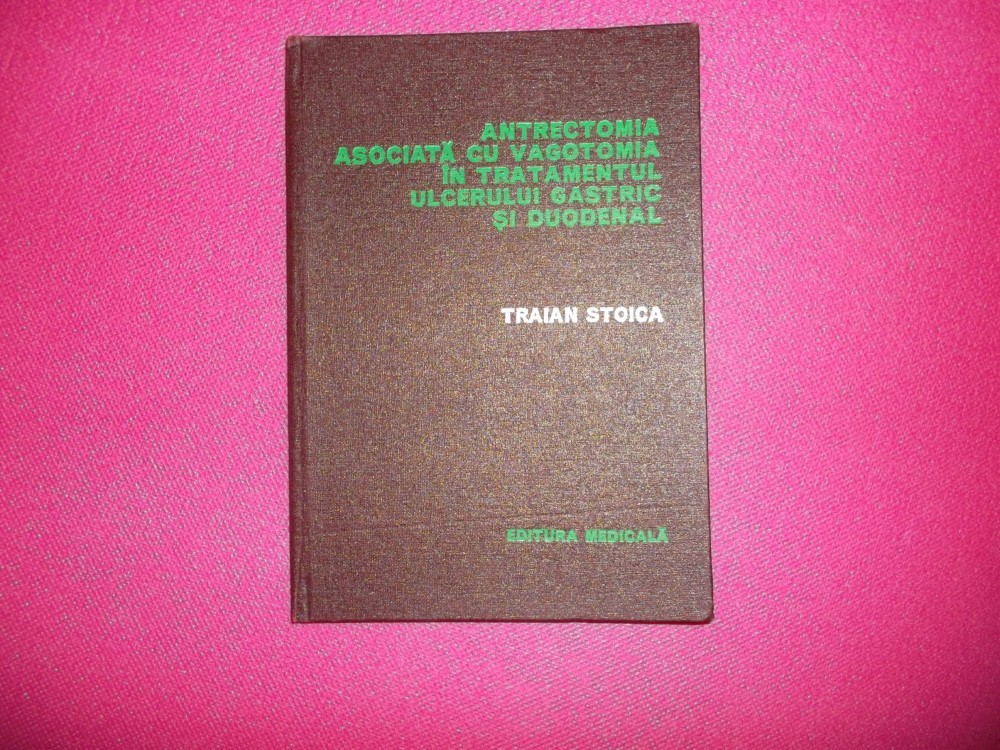 ANTRECTOMIA
ASOCIATĂ CU VAGOTOMIA
ÎN TRATAMENTUL
ULCERULUI GASTRIC
ŞI DUODENAL
TRAIAN STOICA
EDITURA MEDICALĂ